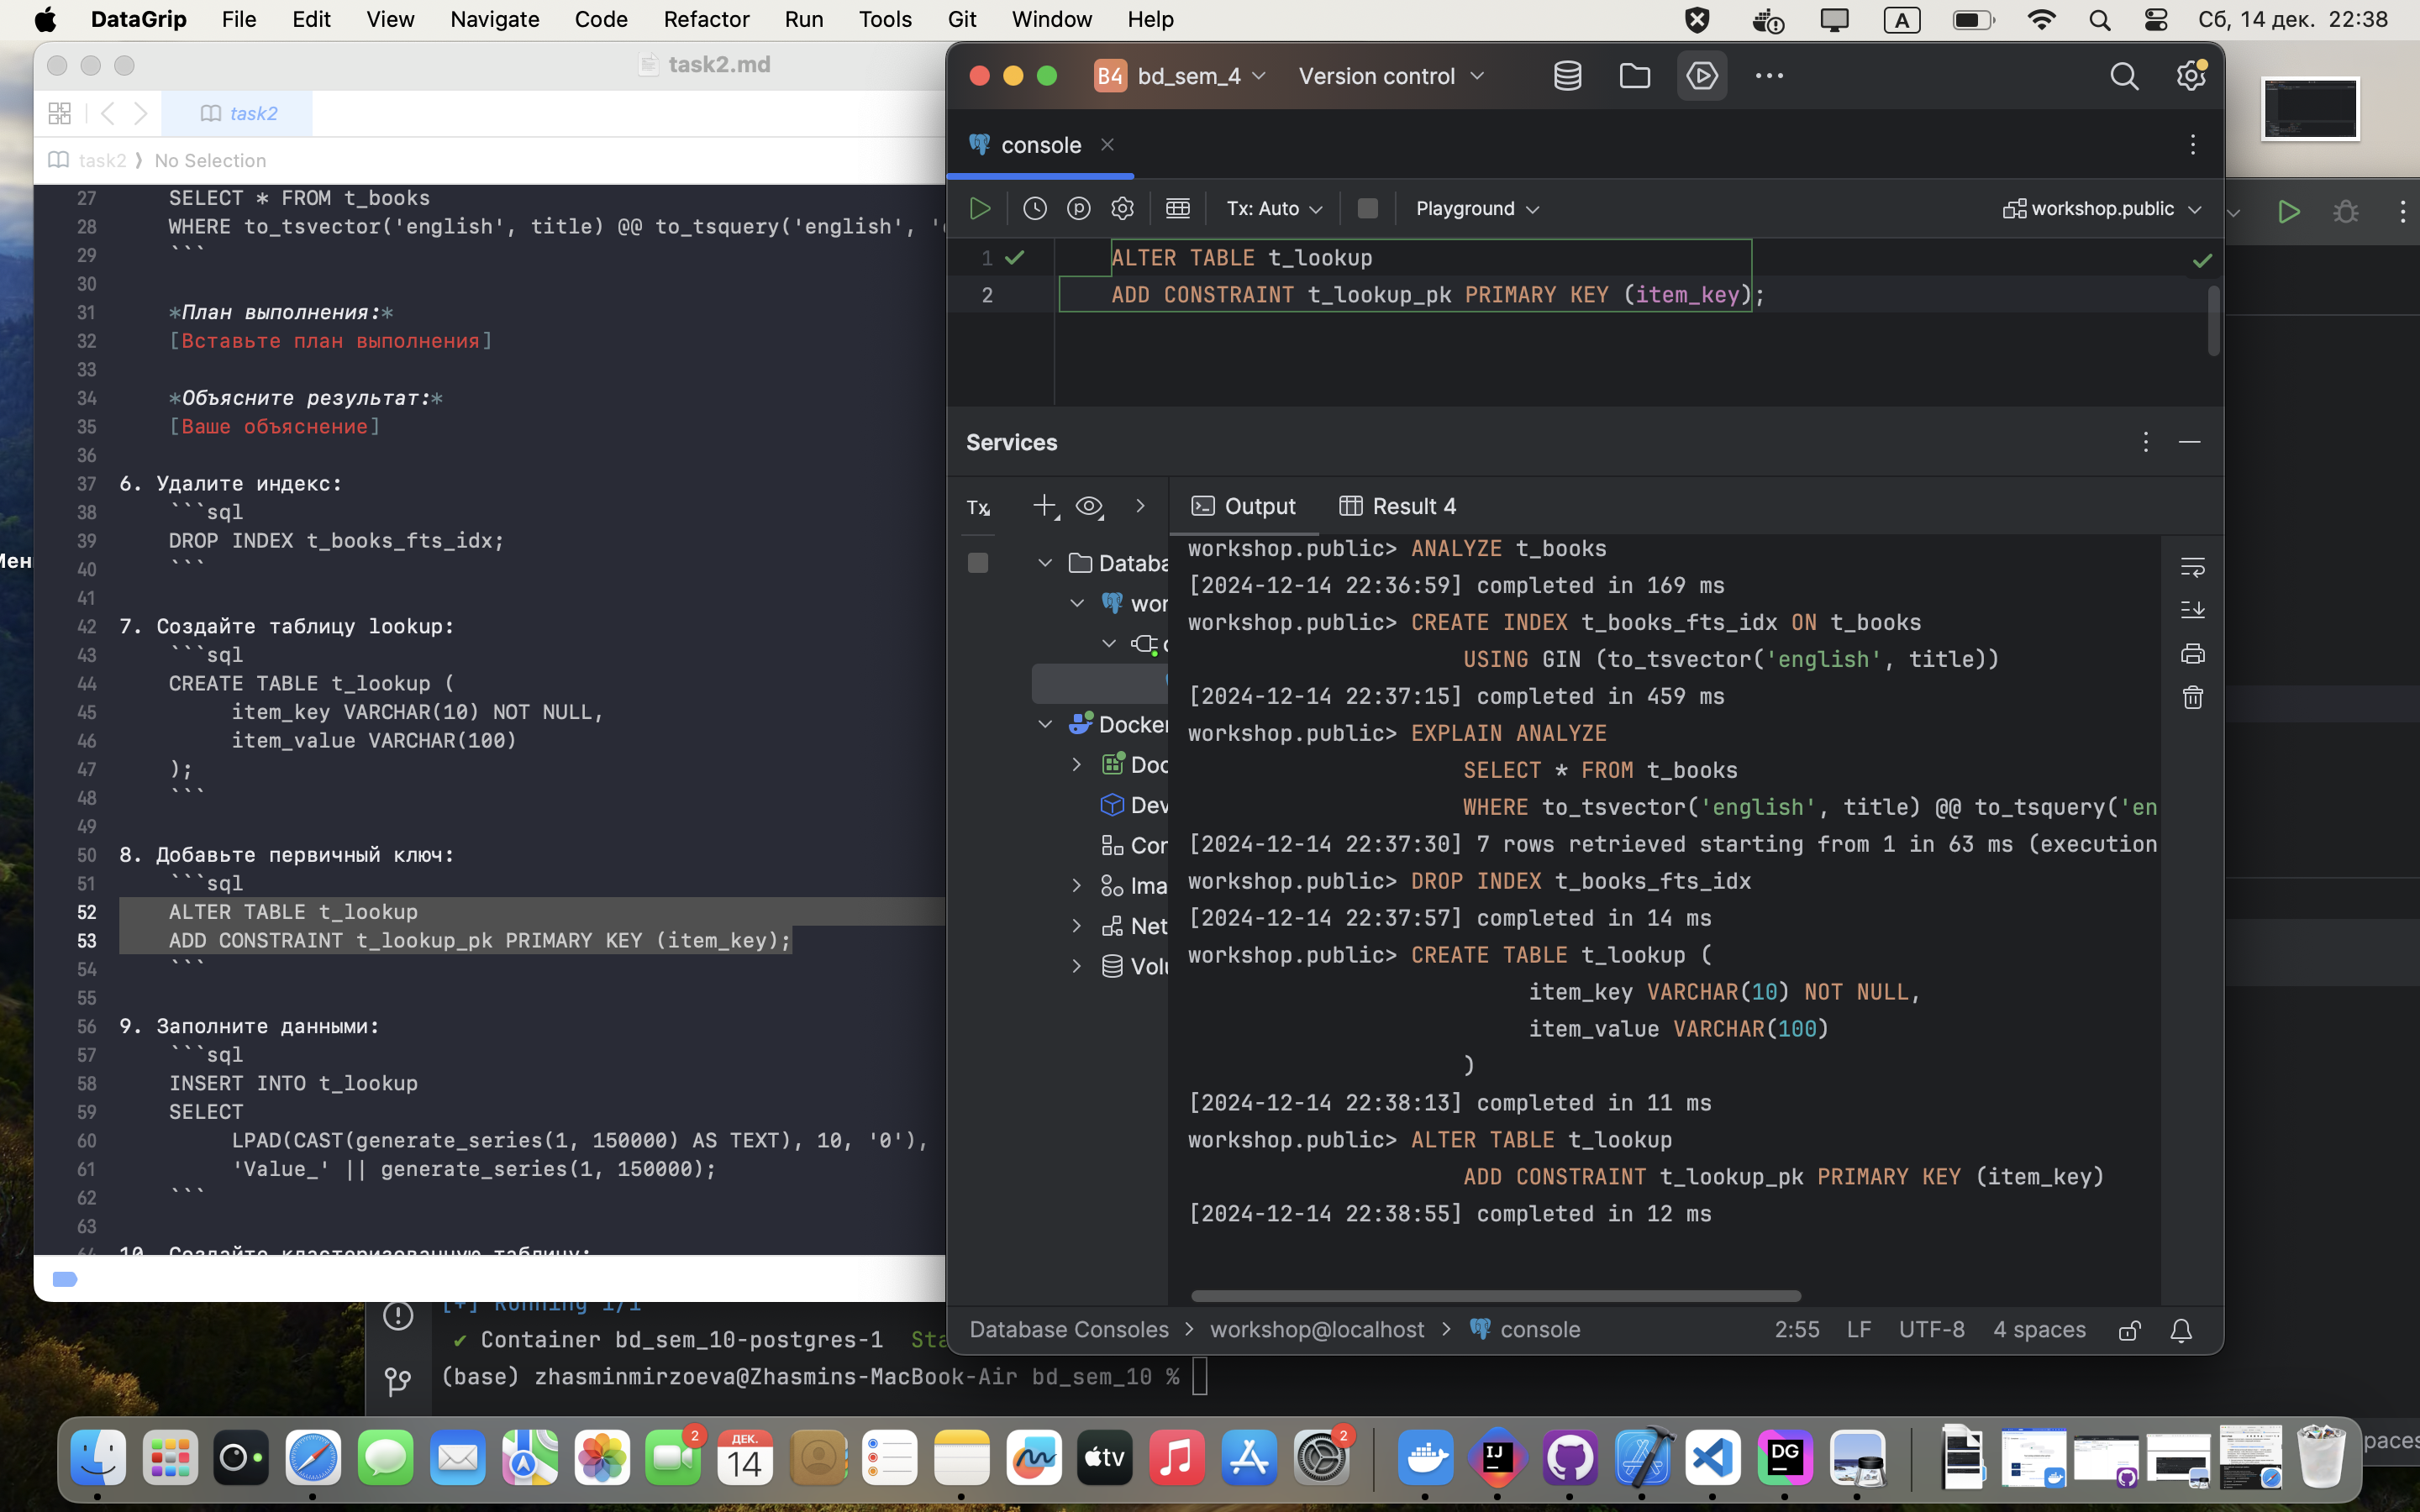 DataGrip File Edit View Navigate Code Refactor Run Tools Git Window Help A Сб, 14 дек. 22:38
task2.md
task2
task2 ⟩ No Selection
27 SELECT * FROM t_books
28 WHERE to_tsvector('english', title) @@ to_tsquery('english',
29 ```
30
31 *План выполнения:*
32 [Вставьте план выполнения]
33
34 *Объясните результат:*
35 [Ваше объяснение]
36
37 6. Удалите индекс:
38 ```sql
39 DROP INDEX t_books_fts_idx;
40 ```
41
42 7. Создайте таблицу lookup:
43 ```sql
44 CREATE TABLE t_lookup (
45 item_key VARCHAR(10) NOT NULL,
46 item_value VARCHAR(100)
47 );
48 ```
49
50 8. Добавьте первичный ключ:
51 ```sql
52 ALTER TABLE t_lookup
53 ADD CONSTRAINT t_lookup_pk PRIMARY KEY (item_key);
54 ```
55
56 9. Заполните данными:
57 ```sql
58 INSERT INTO t_lookup
59 SELECT
60 LPAD(CAST(generate_series(1, 150000) AS TEXT), 10, '0'),
61 'Value_' || generate_series(1, 150000);
62 ```
63
64 10. Создайте кластеризованную таблицу:
B4 bd_sem_4 Version control
console
Tx: Auto Playground workshop.public
1 ALTER TABLE t_lookup
2 ADD CONSTRAINT t_lookup_pk PRIMARY KEY (item_key);
Services
Tx Output Result 4
Databa
wor
Docker
Doc
Dev
Cor
Ima
Net
Volu
workshop.public> ANALYZE t_books
[2024-12-14 22:36:59] completed in 169 ms
workshop.public> CREATE INDEX t_books_fts_idx ON t_books
USING GIN (to_tsvector('english', title))
[2024-12-14 22:37:15] completed in 459 ms
workshop.public> EXPLAIN ANALYZE
SELECT * FROM t_books
WHERE to_tsvector('english', title) @@ to_tsquery('en
[2024-12-14 22:37:30] 7 rows retrieved starting from 1 in 63 ms (execution
workshop.public> DROP INDEX t_books_fts_idx
[2024-12-14 22:37:57] completed in 14 ms
workshop.public> CREATE TABLE t_lookup (
item_key VARCHAR(10) NOT NULL,
item_value VARCHAR(100)
)
[2024-12-14 22:38:13] completed in 11 ms
workshop.public> ALTER TABLE t_lookup
ADD CONSTRAINT t_lookup_pk PRIMARY KEY (item_key)
[2024-12-14 22:38:55] completed in 12 ms
Database Consoles > workshop@localhost > console 2:55 LF UTF-8 4 spaces
[+] Running 1/1
✔ Container bd_sem_10-postgres-1 Sta
(base) zhasminmirzoeva@Zhasmins-MacBook-Air bd_sem_10 %
2 ДЕК. 14 tv 2 IJ DG